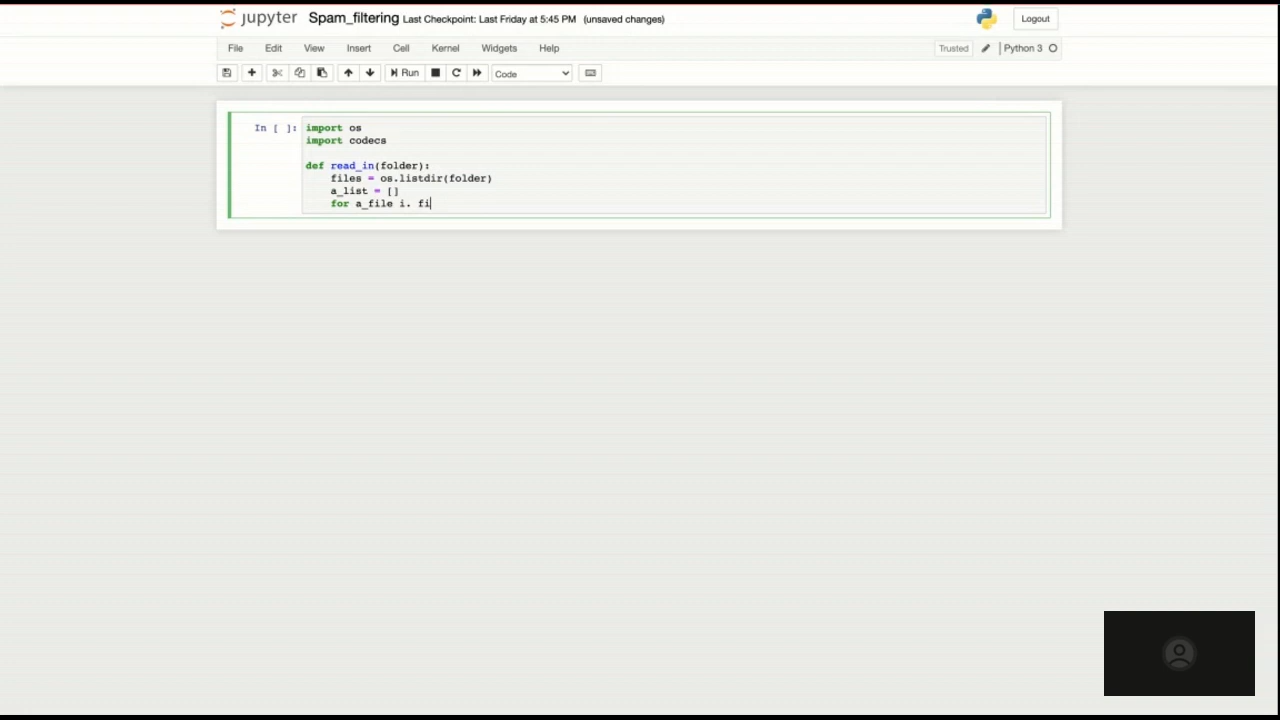 jupyter Spam_filtering Last Checkpoint: Last Friday at 5:45 PM (unsaved changes) Logout
File Edit View Insert Cell Kernel Widgets Help Trusted Python 3
Run Code
In [ ]: import os
import codecs
def read_in(folder):
files = os.listdir(folder)
a_list = []
for a_file i. fi